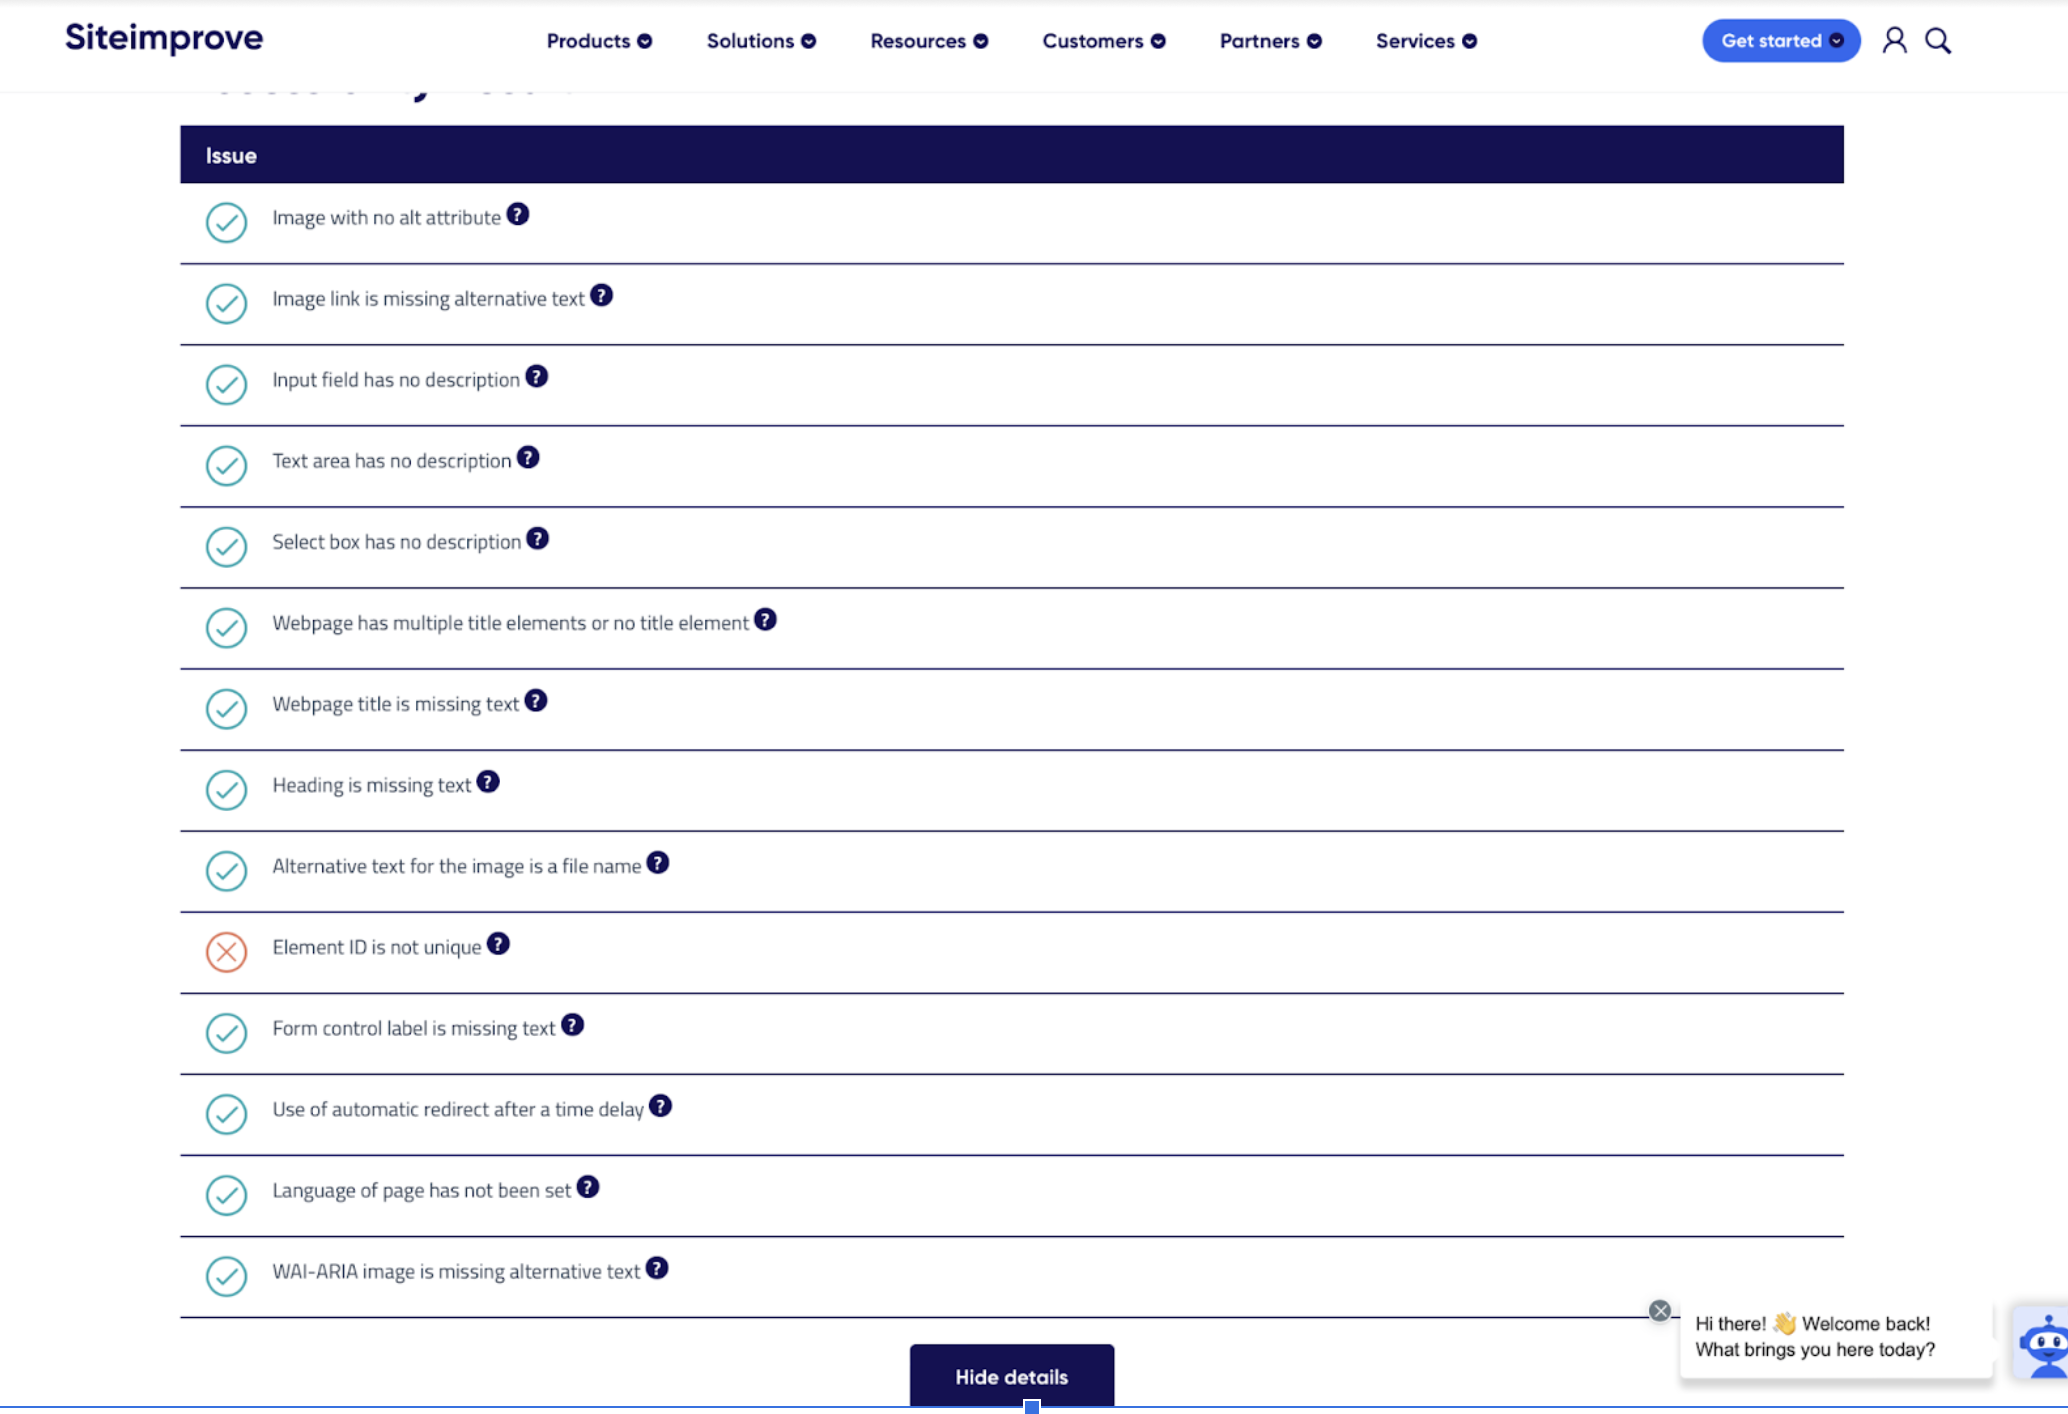 Siteimprove
Products
Solutions
Resources
Customers
Partners
Services
Get started
Issue
Image with no alt attribute ?
Image link is missing alternative text ?
Input field has no description ?
Text area has no description ?
Select box has no description ?
Webpage has multiple title elements or no title element ?
Webpage title is missing text ?
Heading is missing text ?
Alternative text for the image is a file name ?
Element ID is not unique ?
Form control label is missing text ?
Use of automatic redirect after a time delay ?
Language of page has not been set ?
WAI-ARIA image is missing alternative text ?
Hi there! 👋 Welcome back!
What brings you here today?
Hide details